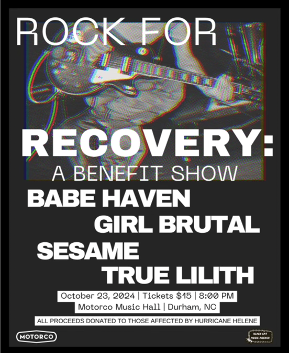 ROCK FOR
RECOVERY:
A BENEFIT SHOW
BABE HAVEN
GIRL BRUTAL
SESAME
TRUE LILITH
October 23, 2024 | Tickets $15 | 8:00 PM
Motorco Music Hall | Durham, NC
ALL PROCEEDS DONATED TO THOSE AFFECTED BY HURRICANE HELENE
MOTORCO